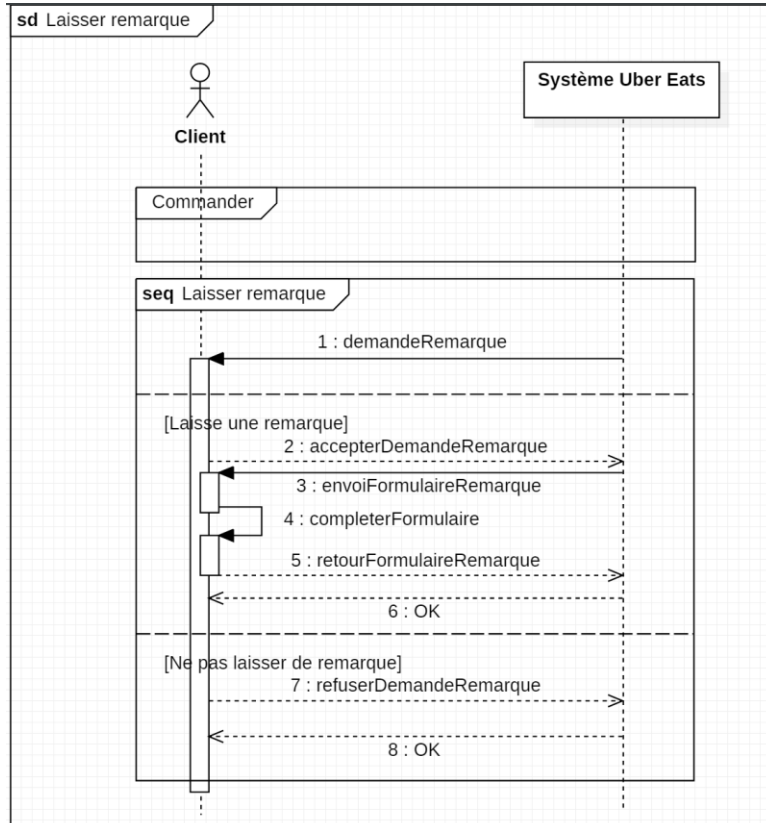 sd Laisser remarque
Client
Système Uber Eats
Commander
seq Laisser remarque
1 : demandeRemarque
[Laisse une remarque]
2 : accepterDemandeRemarque
3 : envoiFormulaireRemarque
4 : completerFormulaire
5 : retourFormulaireRemarque
6 : OK
[Ne pas laisser de remarque]
7 : refuserDemandeRemarque
8 : OK